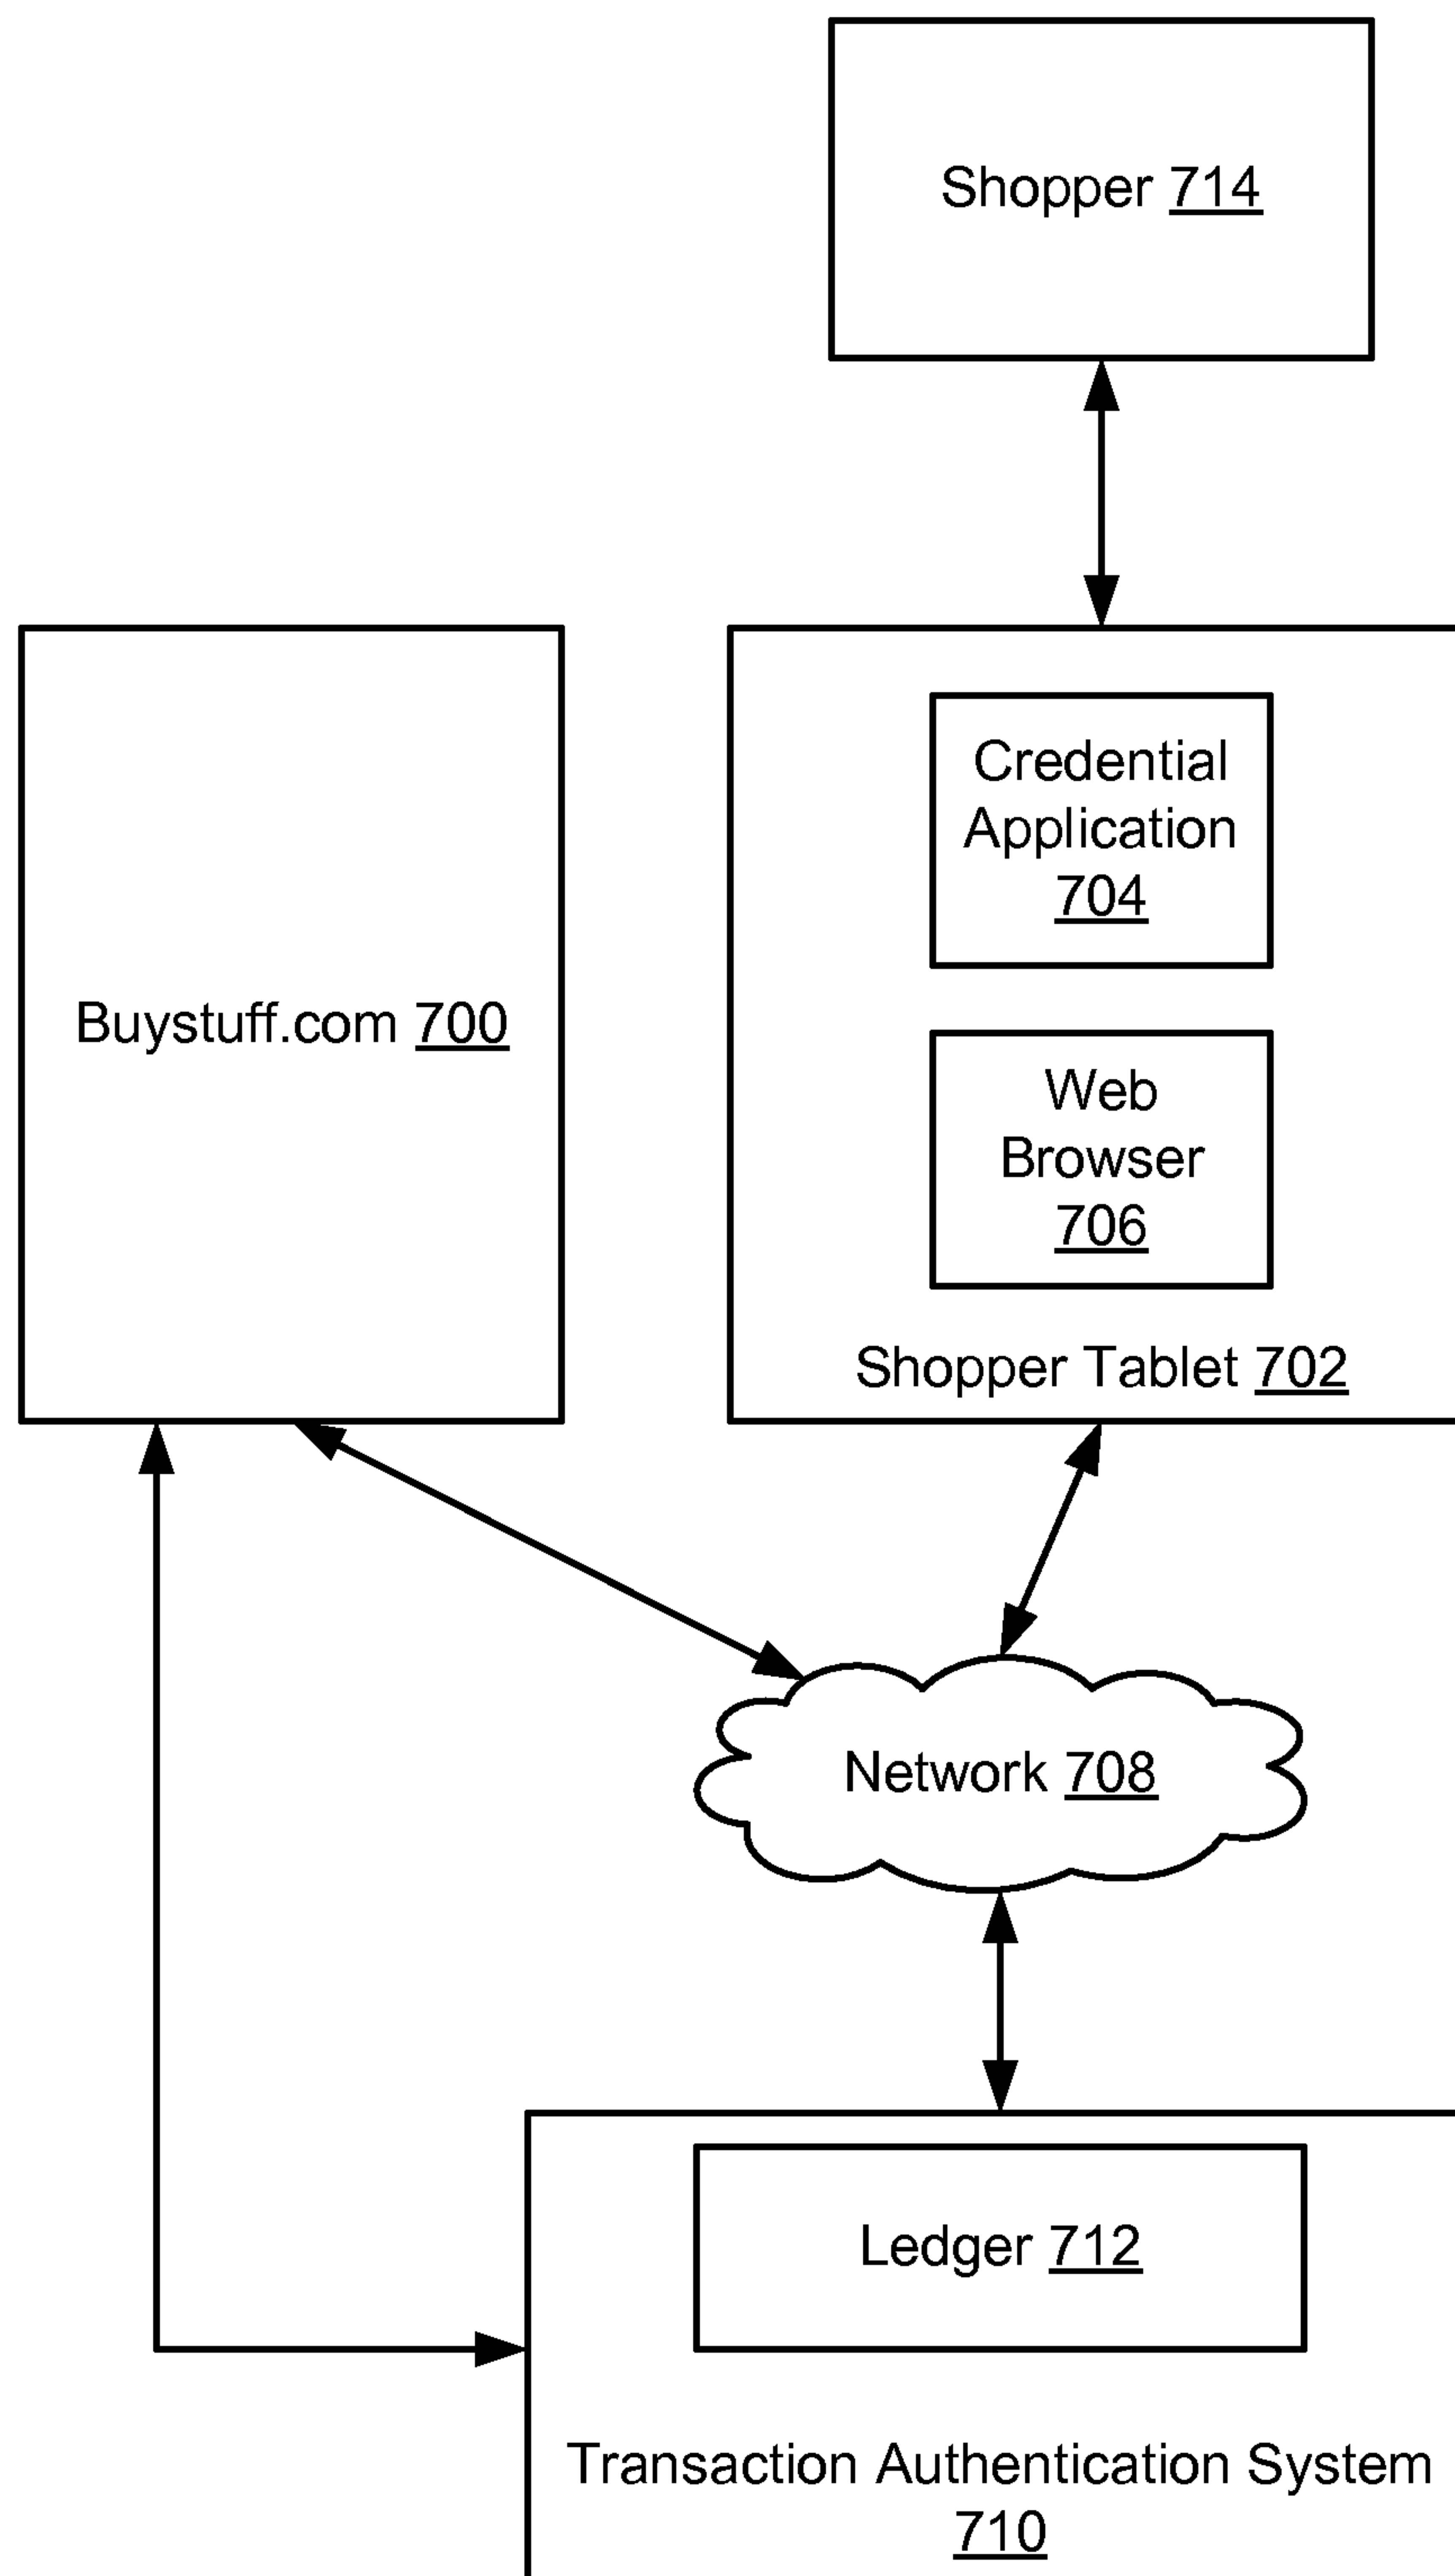 Shopper 714
Credential
Application
704
Buystuff.com 700
Web
Browser
706
Shopper Tablet 702
Network 708
Ledger 712
Transaction Authentication System
710